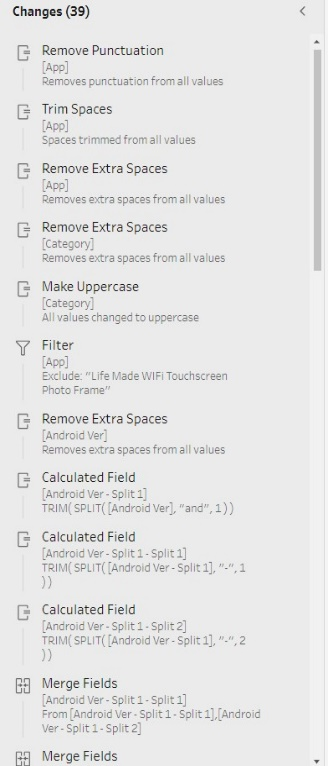 Changes (39)
Remove Punctuation
[App]
Removes punctuation from all values
Trim Spaces
[App]
Spaces trimmed from all values
Remove Extra Spaces
[App]
Removes extra spaces from all values
Remove Extra Spaces
[Category]
Removes extra spaces from all values
Make Uppercase
[Category]
All values changed to uppercase
Filter
[App]
Exclude: "Life Made WIFi Touchscreen
Photo Frame"
Remove Extra Spaces
[Android Ver]
Removes extra spaces from all values
Calculated Field
[Android Ver - Split 1]
TRIM( SPLIT( [Android Ver], "and", 1 ) )
Calculated Field
[Android Ver - Split 1 - Split 1]
TRIM( SPLIT( [Android Ver - Split 1], "-", 1
) )
Calculated Field
[Android Ver - Split 1 - Split 2]
TRIM( SPLIT( [Android Ver - Split 1], "-", 2
) )
Merge Fields
[Android Ver - Split 1 - Split 1]
From [Android Ver - Split 1 - Split 1],[Android
Ver - Split 1 - Split 2]
Merge Fields